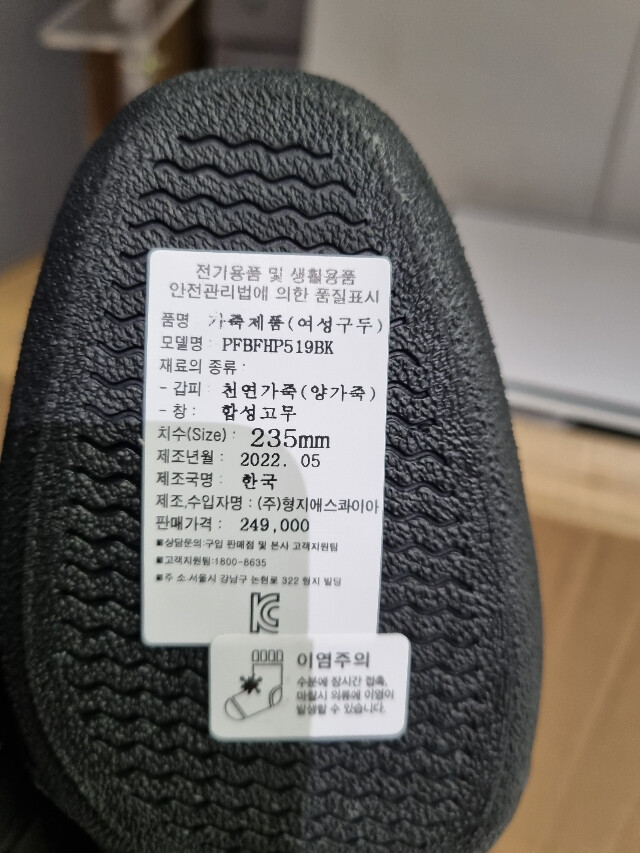 전기용품 및 생활용품
안전관리법에 의한 품질표시
품명 가죽제품(여성구두)
모델명 : PFBFHP519BK
재료의 종류 ·
- 갑피 : 천연가죽(양가죽)
- 창 : 합성고무
치수(Size) : 235mm
제조년월 : 2022. 05
제조국명 : 한국
제조,수입자명 : (주)형지에스콰이아
판매가격 : 249,000
■상담문의:구입 판매점 및 본사 고객지원팀
■고객지원팀:1800-8635
■주 소 서울시 강남구 논현로 322 형지 빌딩
KC
이염주의
수분에 장시간 접촉,
마찰시 의류에 이염이
발생할 수 있습니다.